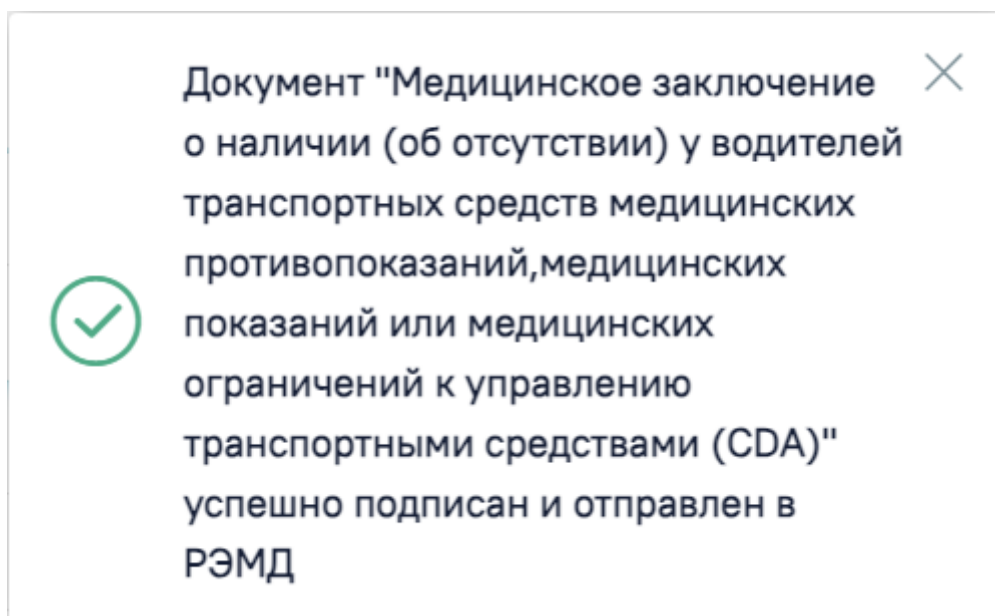 Документ "Медицинское заключение
о наличии (об отсутствии) у водителей
транспортных средств медицинских
противопоказаний,медицинских
показаний или медицинских
ограничений к управлению
транспортными средствами (CDA)"
успешно подписан и отправлен в
РЭМД